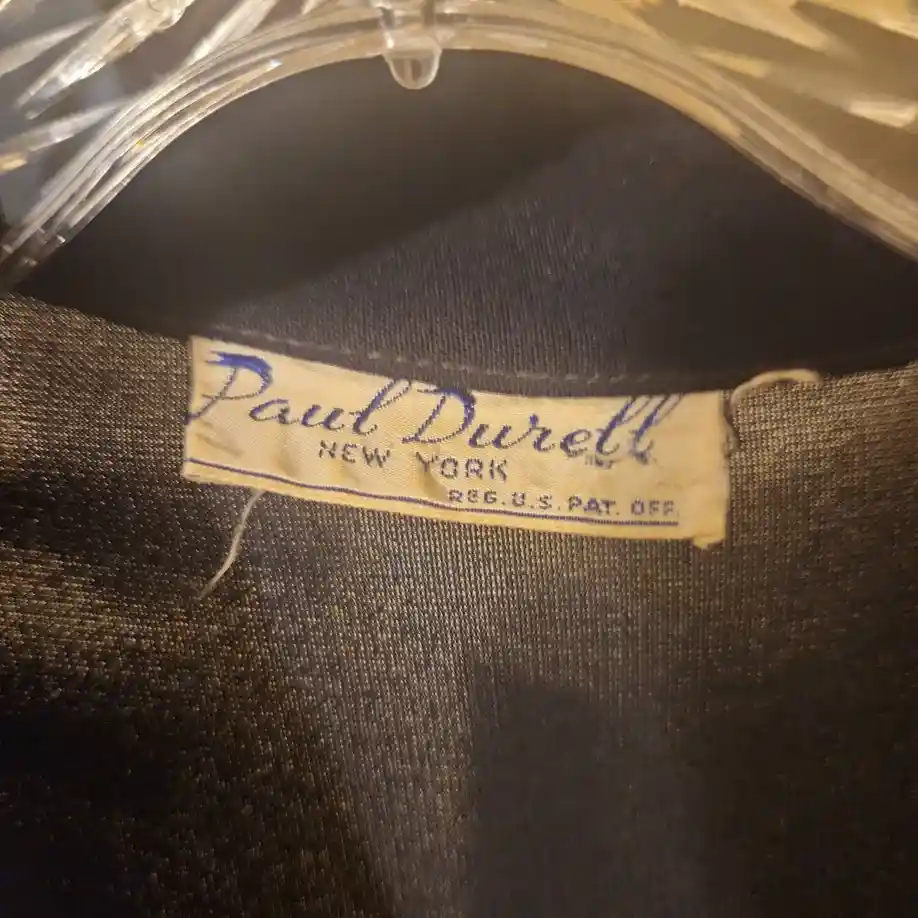 Paul Durell
NEW YORK
REG. U.S. PAT. OFF.